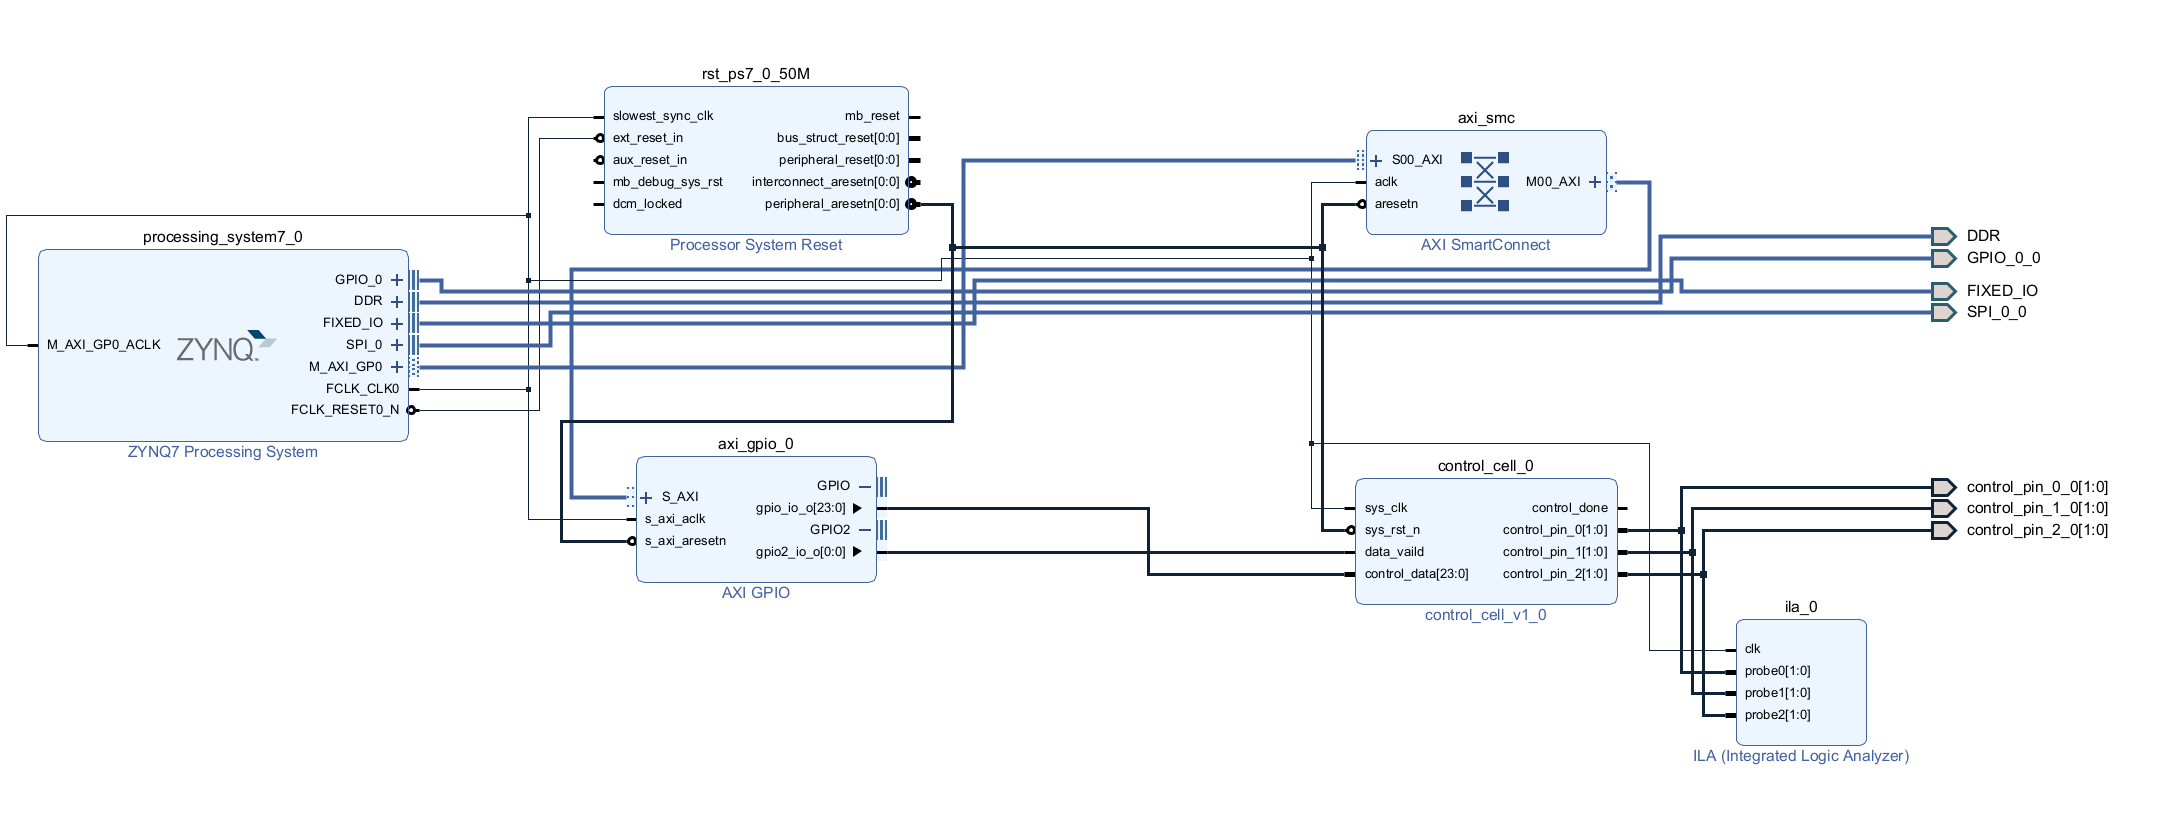 rst_ps7_0_50M
slowest_sync_clk
ext_reset_in
aux_reset_in
mb_debug_sys_rst
dcm_locked
mb_reset
bus_struct_reset[0:0]
peripheral_reset[0:0]
interconnect_aresetn[0:0]
peripheral_aresetn[0:0]
Processor System Reset
axi_smc
S00_AXI
aclk
aresetn
M00_AXI
AXI SmartConnect
processing_system7_0
M_AXI_GP0_ACLK
ZYNQ
GPIO_0
DDR
FIXED_IO
SPI_0
M_AXI_GP0
FCLK_CLK0
FCLK_RESET0_N
ZYNQ7 Processing System
DDR
GPIO_0_0
FIXED_IO
SPI_0_0
axi_gpio_0
S_AXI
s_axi_aclk
s_axi_aresetn
GPIO
gpio_io_o[23:0]
GPIO2
gpio2_io_o[0:0]
AXI GPIO
control_cell_0
sys_clk
sys_rst_n
data_vaild
control_data[23:0]
control_done
control_pin_0[1:0]
control_pin_1[1:0]
control_pin_2[1:0]
control_cell_v1_0
control_pin_0_0[1:0]
control_pin_1_0[1:0]
control_pin_2_0[1:0]
ila_0
clk
probe0[1:0]
probe1[1:0]
probe2[1:0]
ILA (Integrated Logic Analyzer)